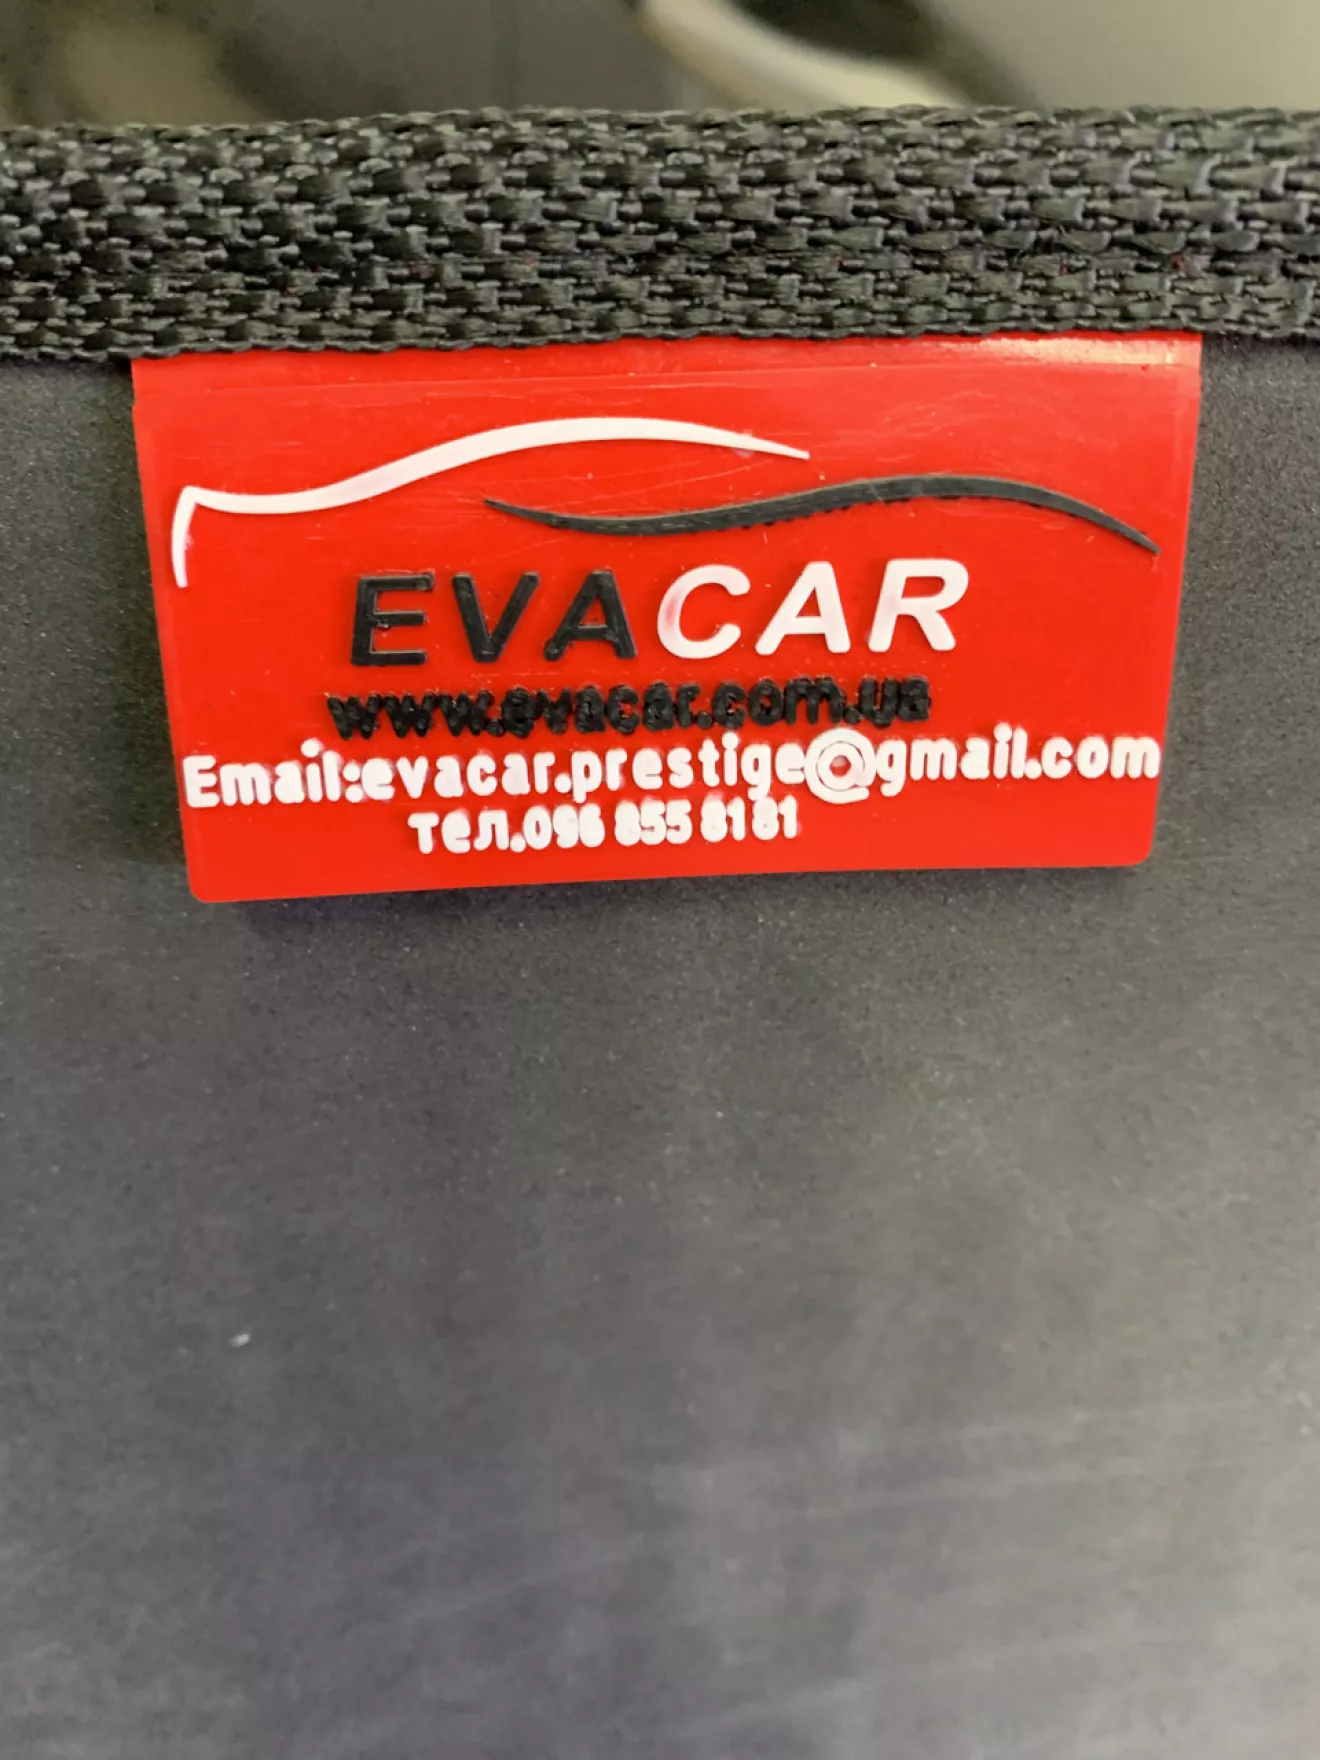 EVACAR
www.evacar.com.ua
Email:evacar.prestige@gmail.com
тел.096 855 8181